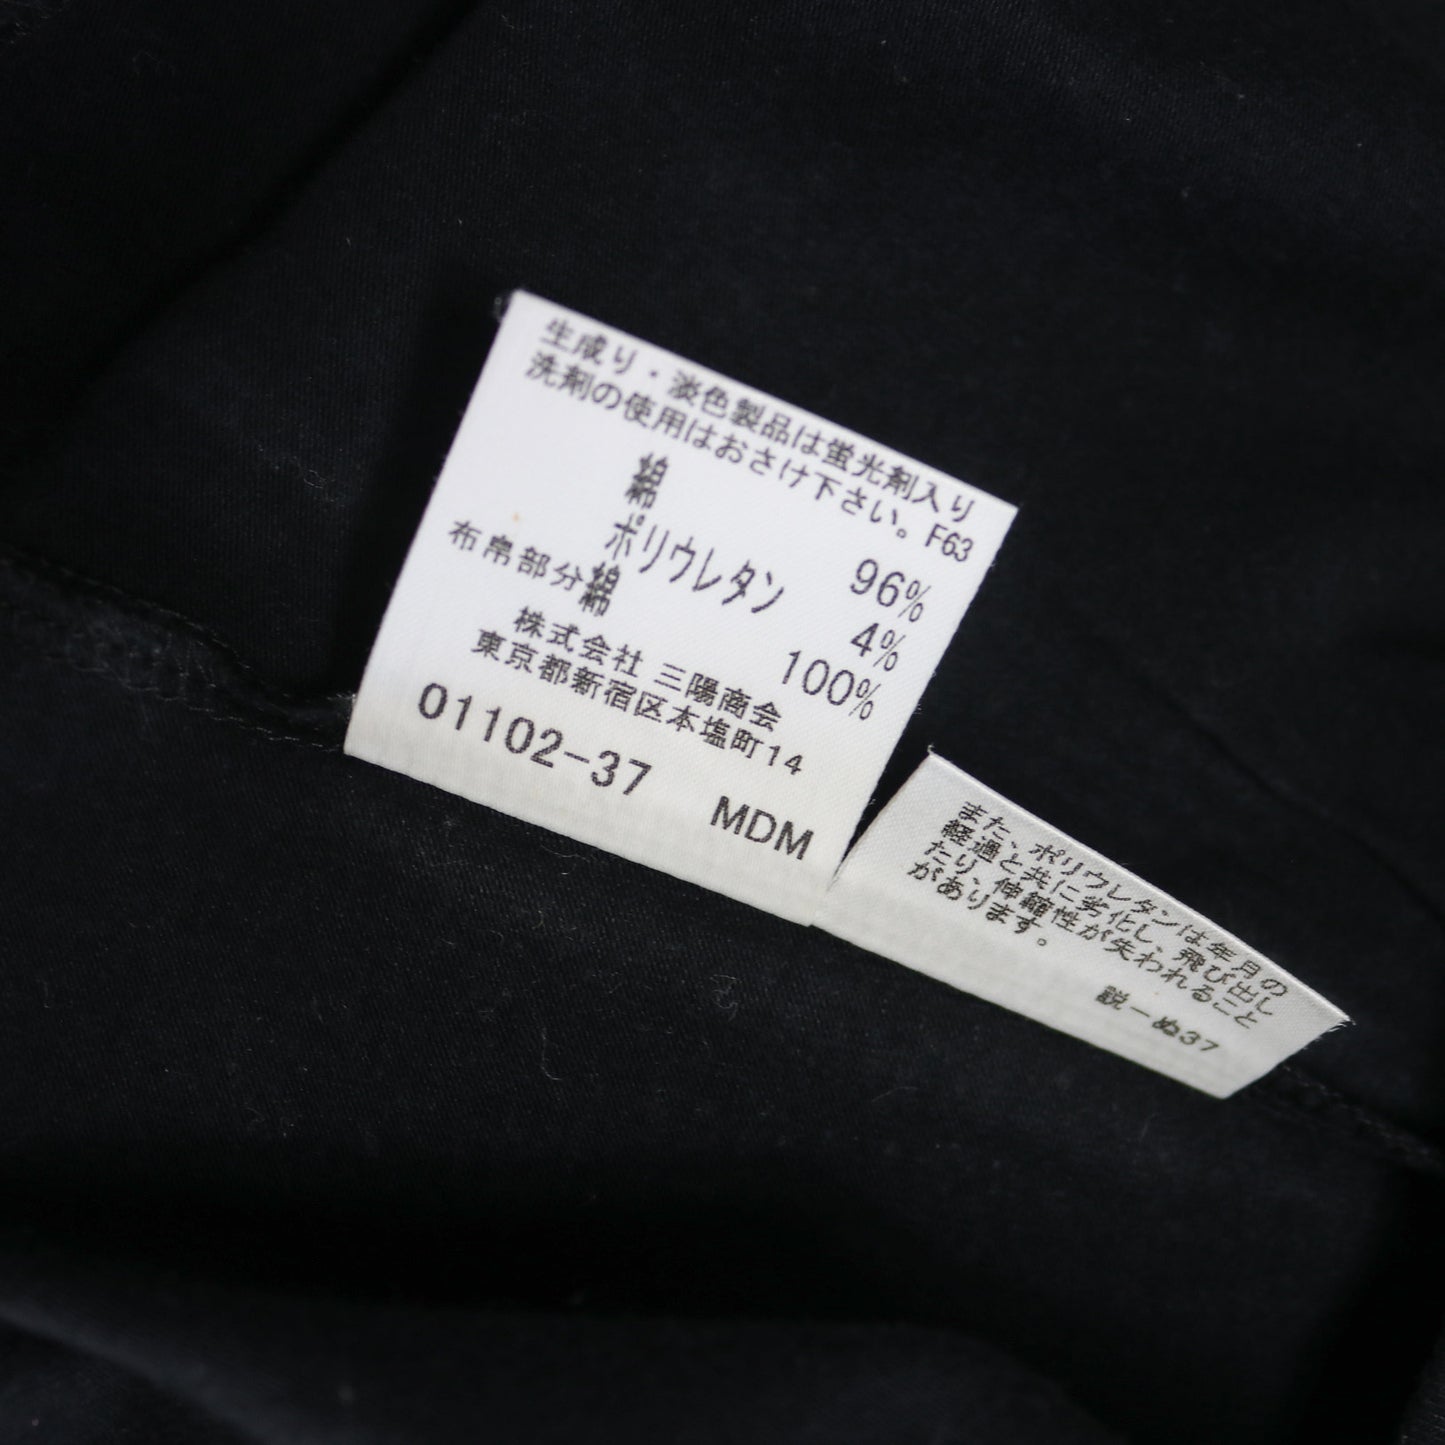 生成り・淡色製品は蛍光剤入り
洗剤の使用はおさけ下さい。F63
綿 96%
ポリウレタン 4%
布帛部分綿 100%
株式会社 三陽商会
東京都新宿区本塩町14
01102-37 MDM
また、ポリウレタンは年月の
経過と共に劣化し、飛び出し
たり、伸縮性が失われること
があります。
説ーぬ37